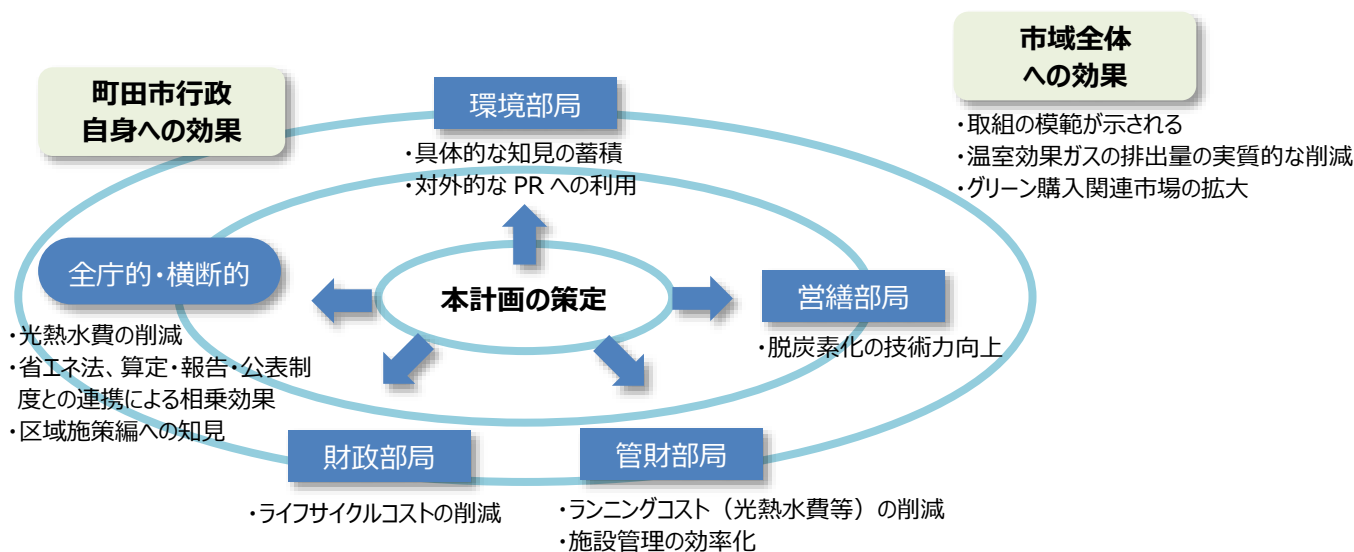 町田市行政
自身への効果
市域全体
への効果
・取組の模範が示される
・温室効果ガスの排出量の実質的な削減
・グリーン購入関連市場の拡大
環境部局
・具体的な知見の蓄積
・対外的な PR への利用
全庁的・横断的
・光熱水費の削減
・省エネ法、算定・報告・公表制
度との連携による相乗効果
・区域施策編への知見
本計画の策定
営繕部局
・脱炭素化の技術力向上
財政部局
・ライフサイクルコストの削減
管財部局
・ランニングコスト（光熱水費等）の削減
・施設管理の効率化